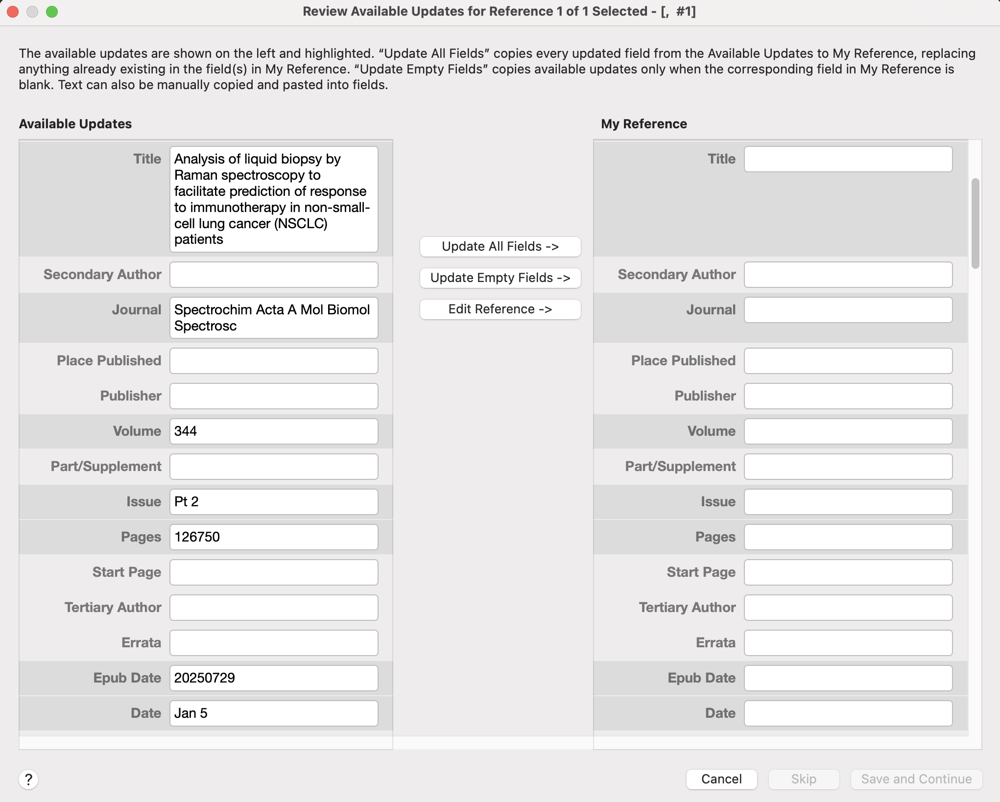 Review Available Updates for Reference 1 of 1 Selected - [,  #1]
The available updates are shown on the left and highlighted. “Update All Fields” copies every updated field from the Available Updates to My Reference, replacing
anything already existing in the field(s) in My Reference. “Update Empty Fields” copies available updates only when the corresponding field in My Reference is
blank. Text can also be manually copied and pasted into fields.
Available Updates
Title
Analysis of liquid biopsy by
Raman spectroscopy to
facilitate prediction of response
to immunotherapy in non-small-
cell lung cancer (NSCLC)
patients
Secondary Author
Journal
Spectrochim Acta A Mol Biomol
Spectrosc
Place Published
Publisher
Volume
344
Part/Supplement
Issue
Pt 2
Pages
126750
Start Page
Tertiary Author
Errata
Epub Date
20250729
Date
Jan 5
Update All Fields ->
Update Empty Fields ->
Edit Reference ->
My Reference
Title
Secondary Author
Journal
Place Published
Publisher
Volume
Part/Supplement
Issue
Pages
Start Page
Tertiary Author
Errata
Epub Date
Date
?
Cancel
Skip
Save and Continue